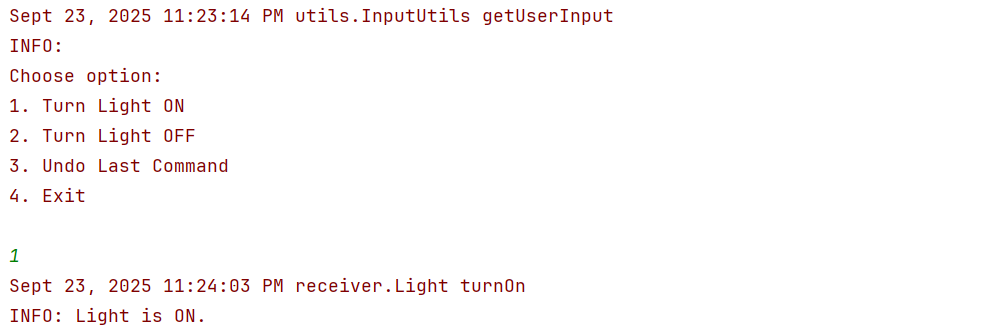 Sept 23, 2025 11:23:14 PM utils.InputUtils getUserInput
INFO:
Choose option:
1. Turn Light ON
2. Turn Light OFF
3. Undo Last Command
4. Exit
1
Sept 23, 2025 11:24:03 PM receiver.Light turnOn
INFO: Light is ON.